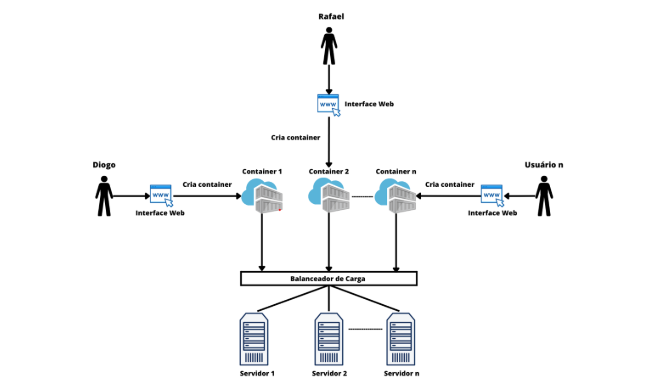 Rafael
www
Interface Web
Cria container
Diogo
Container 1
Container 2
Container n
Usuário n
www
Cria container
Cria container
www
Interface Web
Interface Web
Balanceador de Carga
Servidor 1
Servidor 2
Servidor n